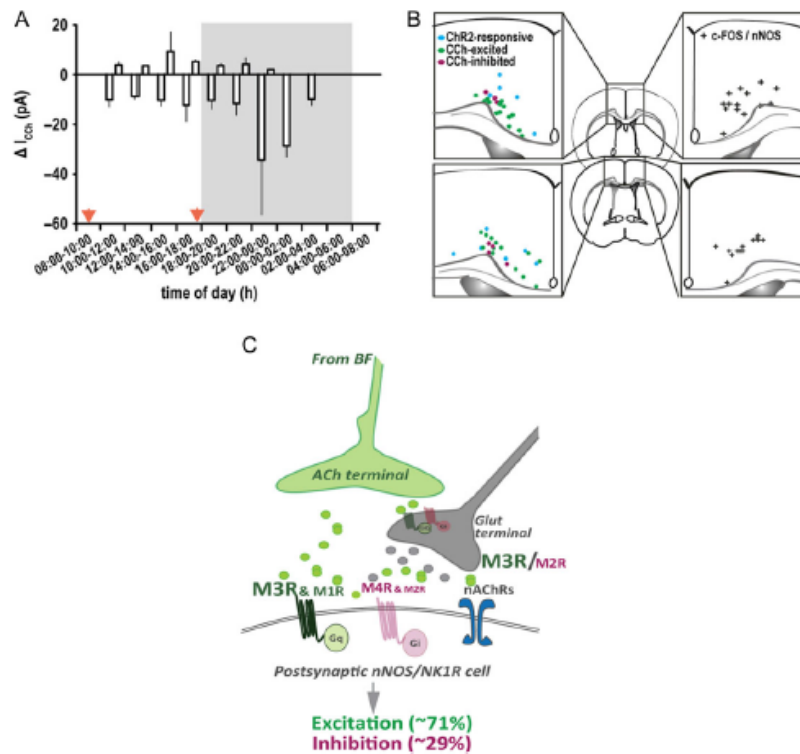 A
Δ I_CCh (pA)
20
0
−20
−40
−60
08:00-10:00
10:00-12:00
12:00-14:00
14:00-16:00
16:00-18:00
18:00-20:00
20:00-22:00
22:00-00:00
00:00-02:00
02:00-04:00
04:00-06:00
06:00-08:00
time of day (h)
B
ChR2-responsive
CCh-excited
CCh-inhibited
+ c-FOS / nNOS
C
From BF
ACh terminal
Glut
terminal
M3R/M2R
M3R & M1R
M4R & M2R
nAChRs
Gq
Gi
Postsynaptic nNOS/NK1R cell
Excitation (~71%)
Inhibition (~29%)